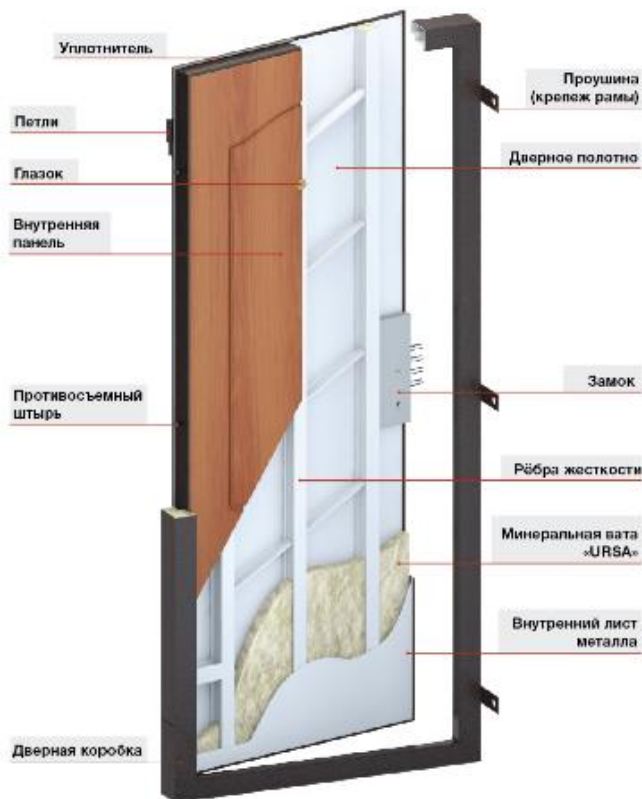 Уплотнитель
Петли
Глазок
Внутренняя
панель
Противосъемный
штырь
Дверная коробка
Проушина
(крепеж рамы)
Дверное полотно
Замок
Рёбра жесткости
Минеральная вата
«URSA»
Внутренний лист
металла